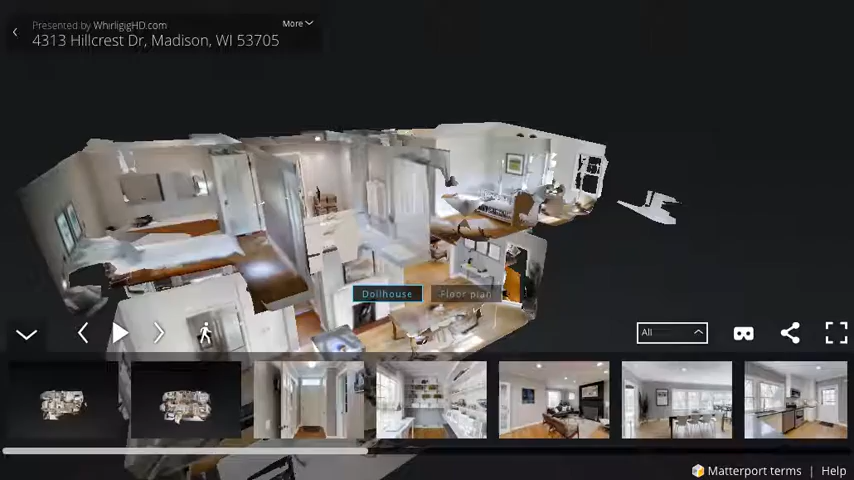 Presented by WhirligigHD.com
More
4313 Hillcrest Dr, Madison, WI 53705
Dollhouse
Floor plan
All
Matterport terms | Help